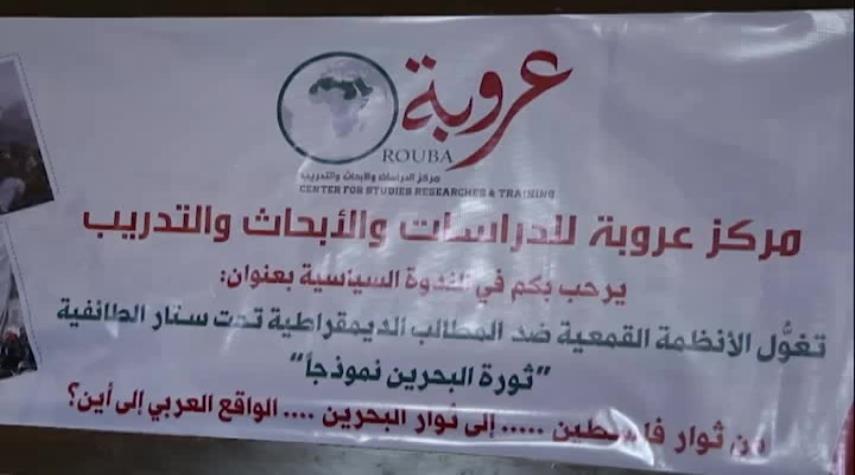 عروبة
ROUBA
مركز الدراسات والابحاث والتدريب
CENTER FOR STUDIES RESEARCHES & TRAINING
مركز عروبة للدراسات والأبحاث والتدريب
يرحب بكم في الندوة السياسية بعنوان:
تغوُّل الأنظمة القمعية ضد المطالب الديمقراطية تحت ستار الطائفية
"ثورة البحرين نموذجاً"
من ثوار فلسطين ..... إلى ثوار البحرين .... الواقع العربي إلى أين؟